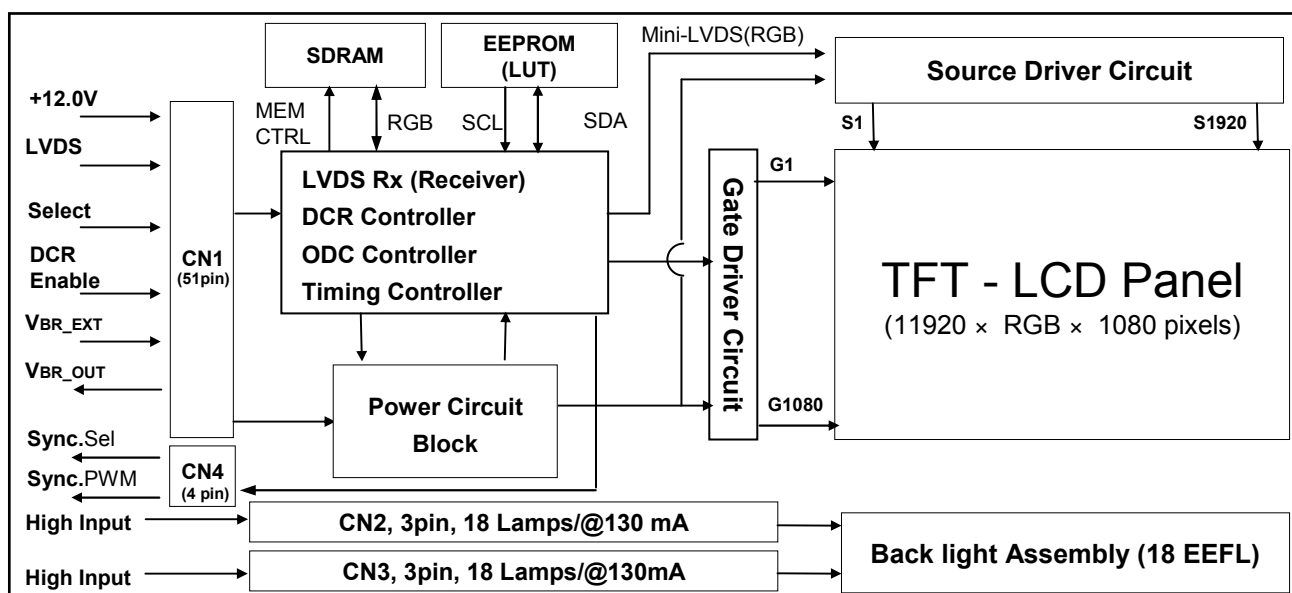 Mini-LVDS(RGB)
SDRAM
EEPROM
(LUT)
Source Driver Circuit
+12.0V
MEM
CTRL
RGB
SCL
SDA
S1
S1920
LVDS
Select
DCR
Enable
VBR_EXT
VBR_OUT
CN1
(51pin)
LVDS Rx (Receiver)
DCR Controller
ODC Controller
Timing Controller
G1
Gate Driver Circuit
G1080
TFT - LCD Panel
(11920 × RGB × 1080 pixels)
Power Circuit
Block
Sync.Sel
Sync.PWM
CN4
(4 pin)
High Input
CN2, 3pin, 18 Lamps/@130 mA
High Input
CN3, 3pin, 18 Lamps/@130mA
Back light Assembly (18 EEFL)